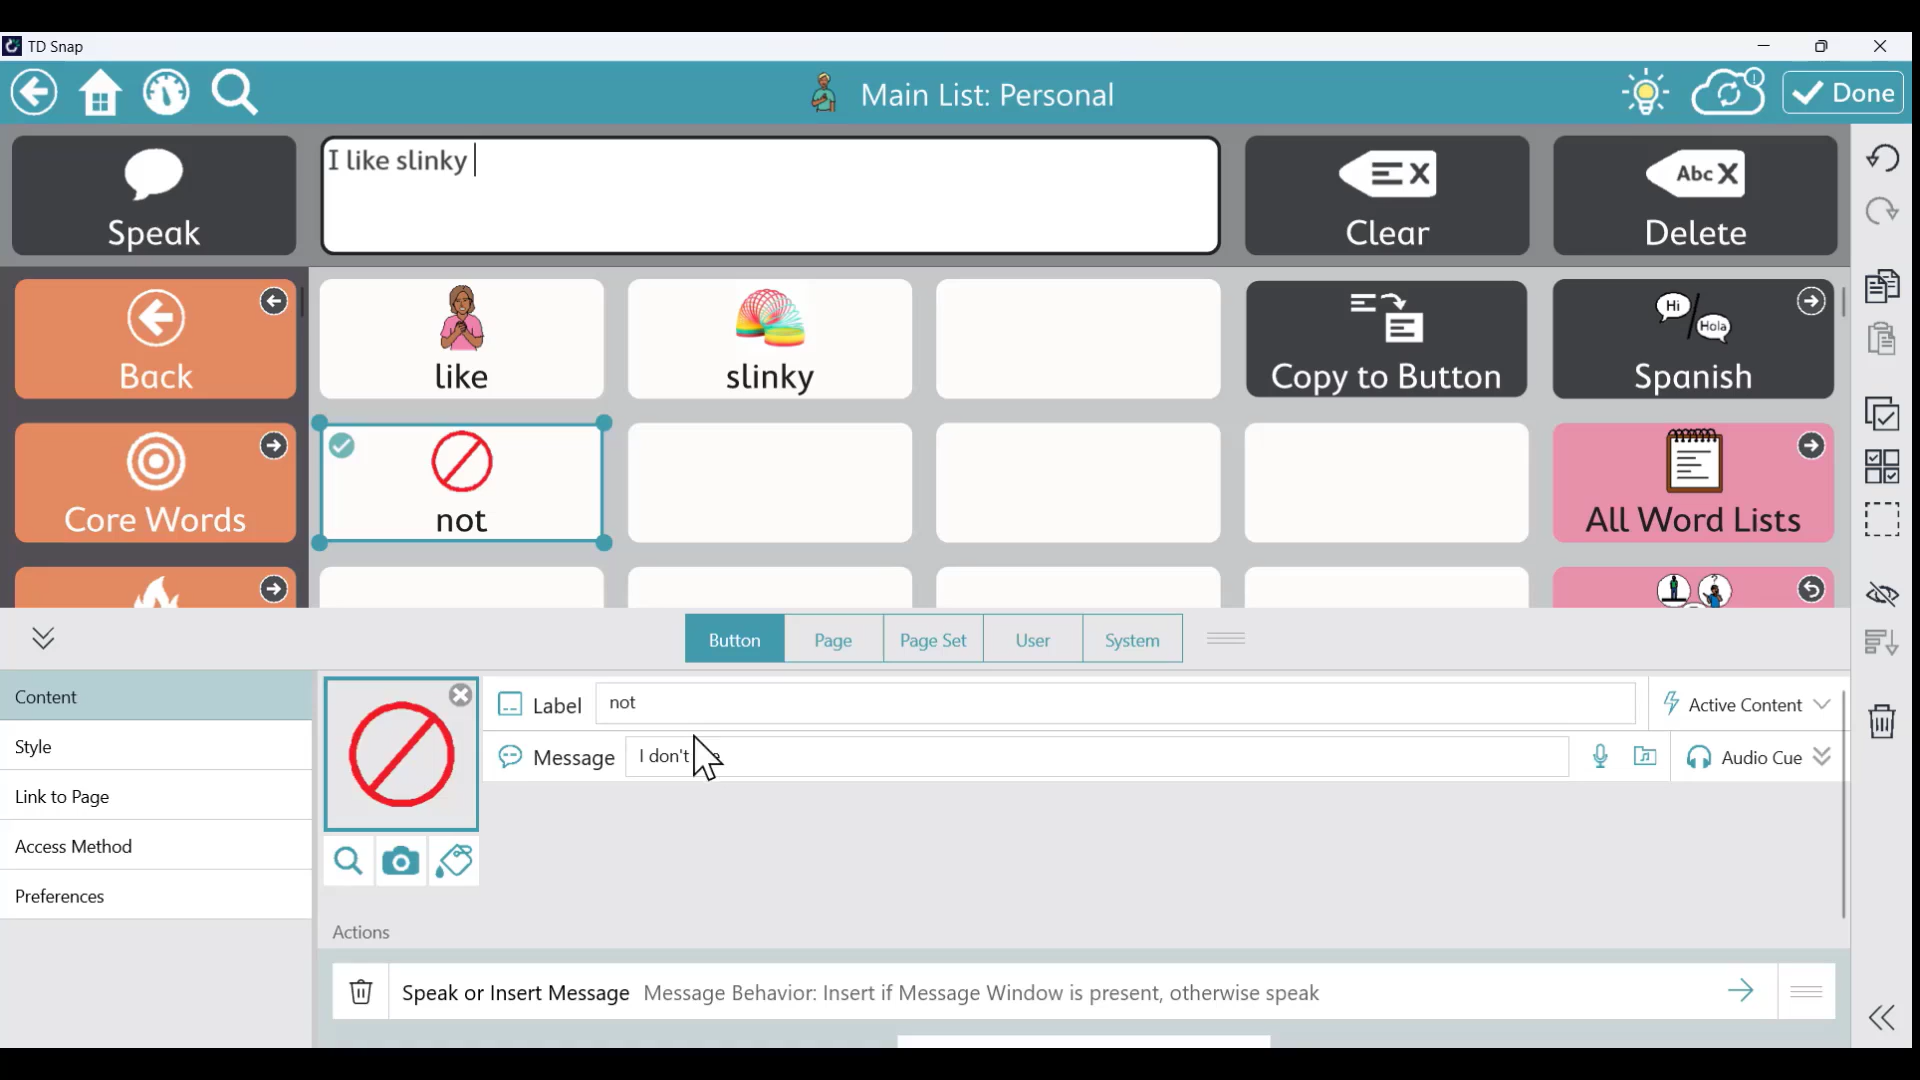 TD Snap
Main List: Personal
Done
Speak
I like slinky
Clear
Abc X
Delete
Back
like
slinky
Copy to Button
Hi
Hola
Spanish
Core Words
not
All Word Lists
Button
Page
Page Set
User
System
Content
Label
not
Active Content
Style
Message
I don't
Audio Cue
Link to Page
Access Method
Preferences
Actions
Speak or Insert Message Message Behavior: Insert if Message Window is present, otherwise speak